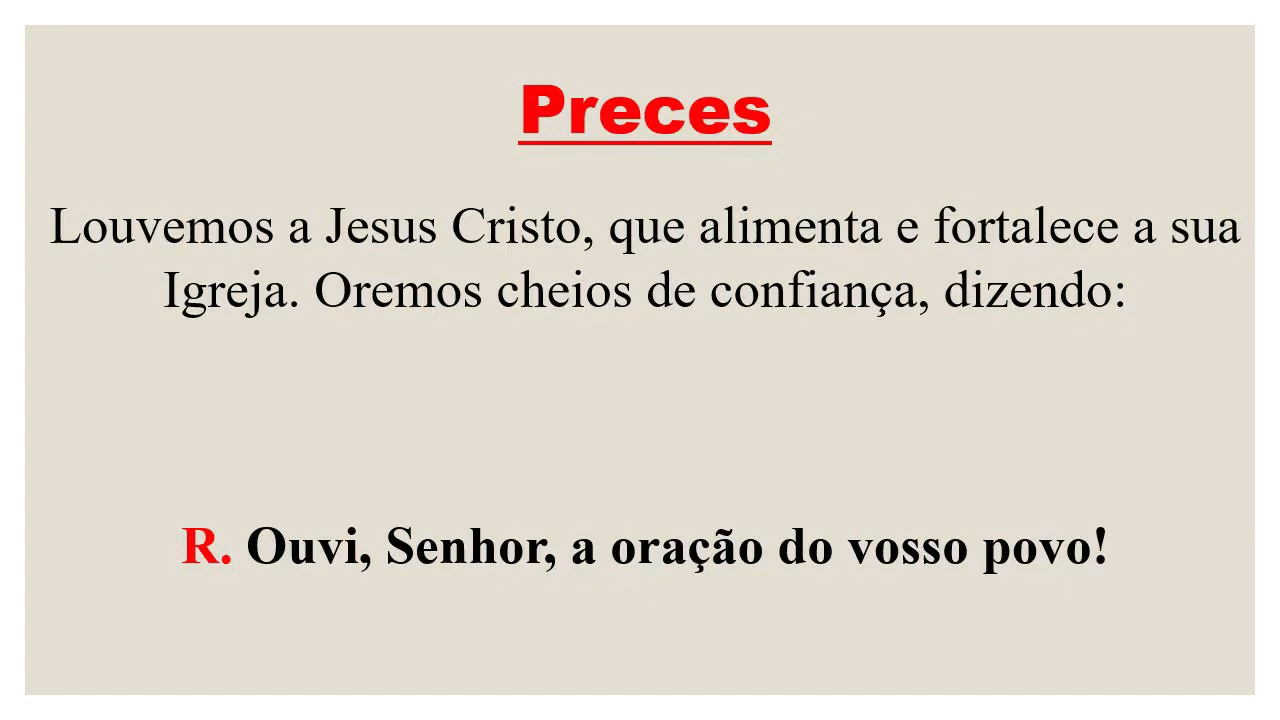 Preces
Louvemos a Jesus Cristo, que alimenta e fortalece a sua
Igreja. Oremos cheios de confiança, dizendo:
R. Ouvi, Senhor, a oração do vosso povo!